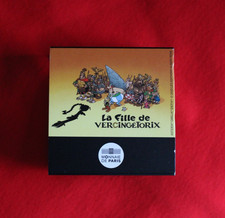 La Fille de
VERCINGETORIX
MONNAIE
DE PARIS